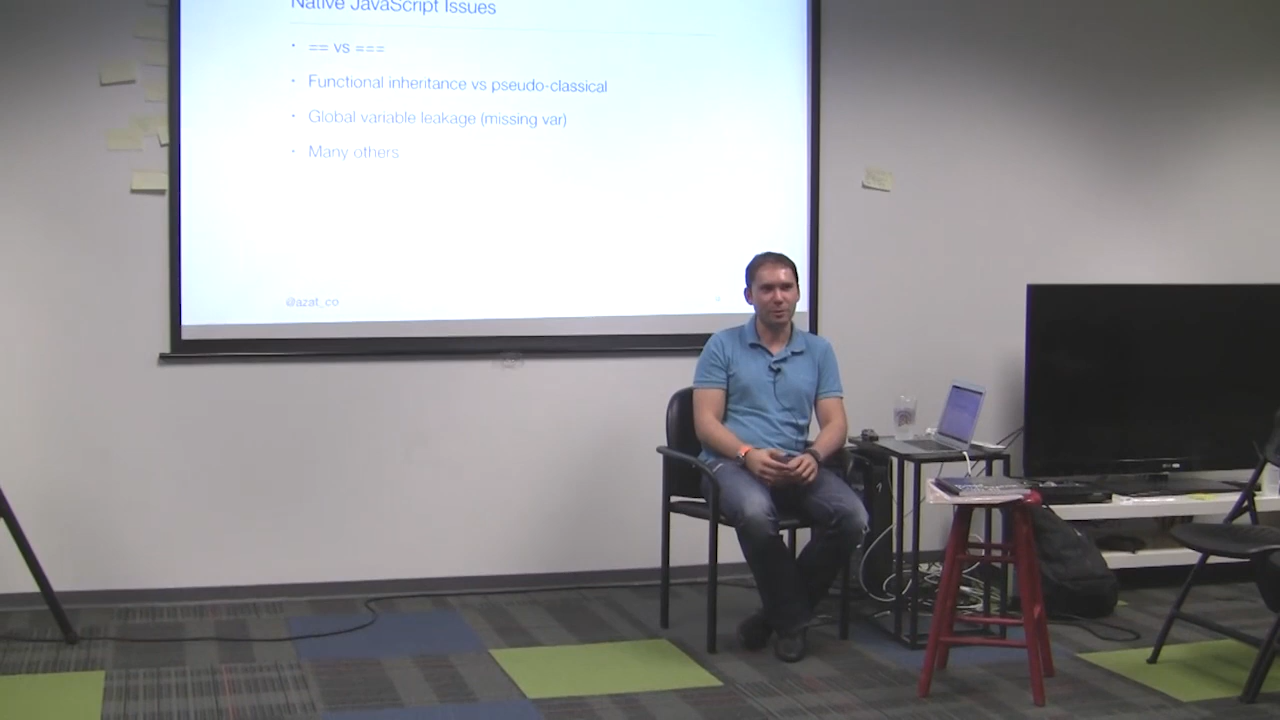 Native JavaScript Issues
• == vs ===
• Functional inheritance vs pseudo-classical
• Global variable leakage (missing var)
• Many others
@azat_co